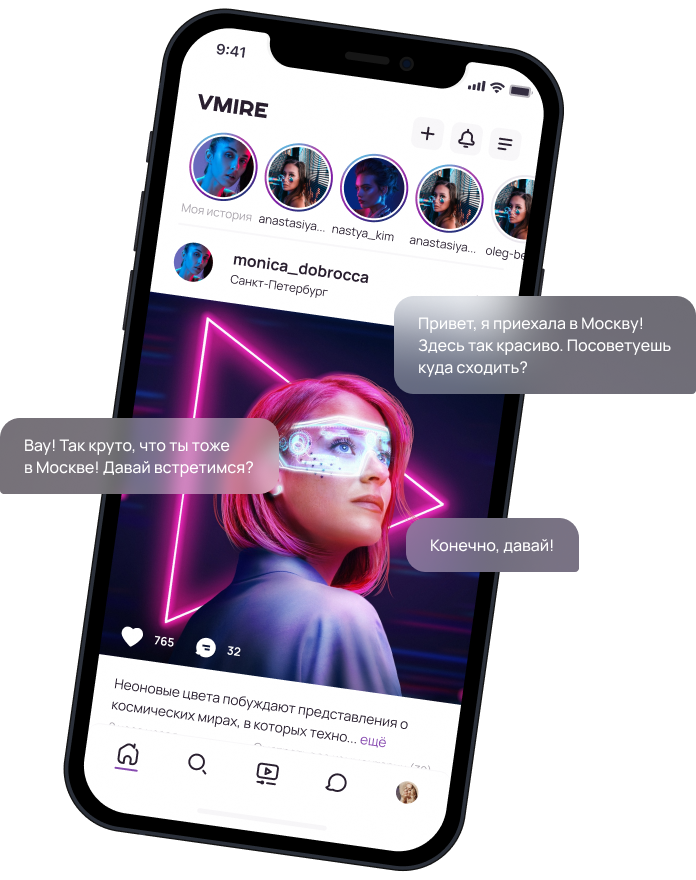 9:41
VMIRE
Моя история
anastasiya...
nastya_kim
anastasiya...
oleg-be
monica_dobrocca
Санкт-Петербург
Привет, я приехала в Москву!
Здесь так красиво. Посоветуешь
куда сходить?
Вау! Так круто, что ты тоже
в Москве! Давай встретимся?
Конечно, давай!
765
32
Неоновые цвета побуждают представления о
космических мирах, в которых техно... ещё